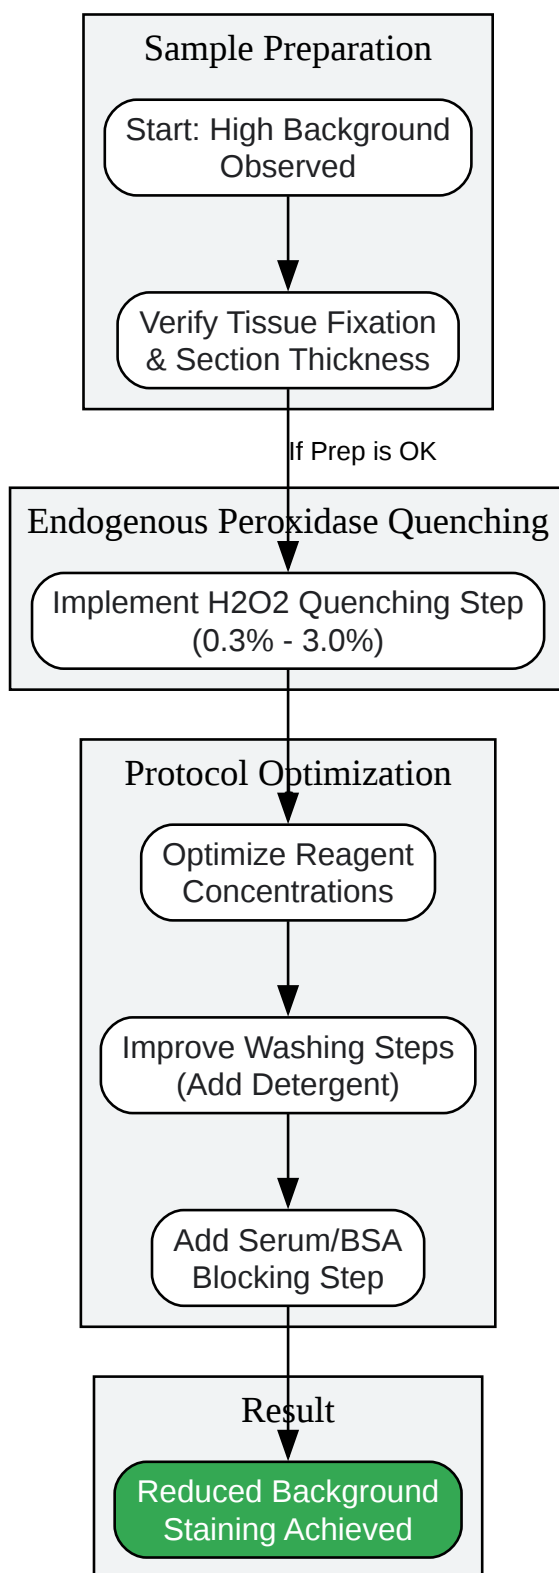 Sample Preparation
Start: High Background
Observed
Verify Tissue Fixation
& Section Thickness
If Prep is OK
Endogenous Peroxidase Quenching
Implement H2O2 Quenching Step
(0.3% - 3.0%)
Protocol Optimization
Optimize Reagent
Concentrations
Improve Washing Steps
(Add Detergent)
Add Serum/BSA
Blocking Step
Result
Reduced Background
Staining Achieved